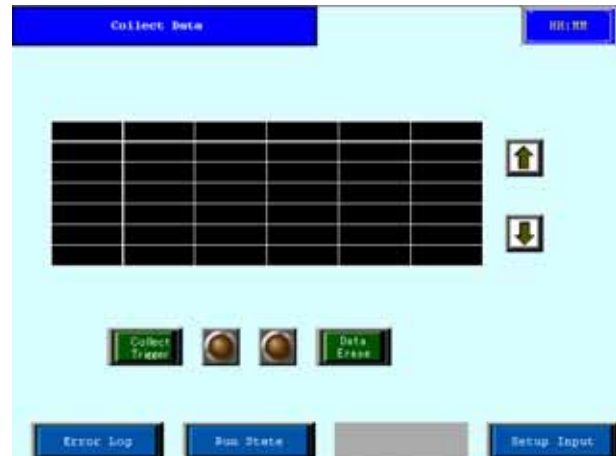 Collect Data
HH:MM
Collect
Trigger
Data
Erase
Error Log
Run State
Setup Input